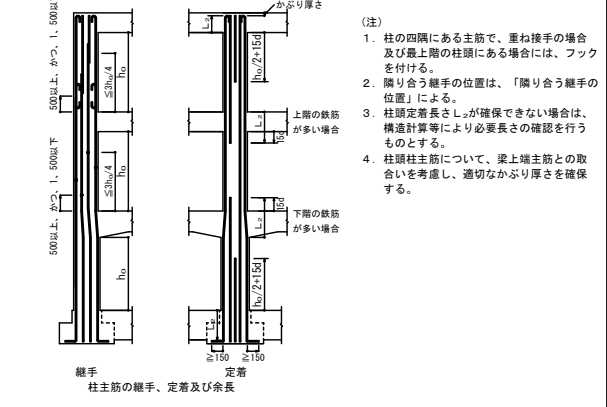 500以上、かつ、1、500以
500以上、かつ、1、500以下
≦3h₀/4
h₀
≦3h₀/4
h₀
継手
L₂
かぶり厚さ
h₀/2+15d
L₂
15d
上階の鉄筋
が多い場合
15d
L₂
下階の鉄筋
が多い場合
h₀/2+15d
L₂
≧150
≧150
定着
柱主筋の継手、定着及び余長
(注)
1. 柱の四隅にある主筋で、重ね接手の場合
及び最上階の柱頭にある場合には、フック
を付ける。
2. 隣り合う継手の位置は、「隣り合う継手の
位置」による。
3. 柱頭定着長さL₂が確保できない場合は、
構造計算等により必要長さの確認を行う
ものとする。
4. 柱頭柱主筋について、梁上端主筋との取
合いを考慮し、適切なかぶり厚さを確保
する。